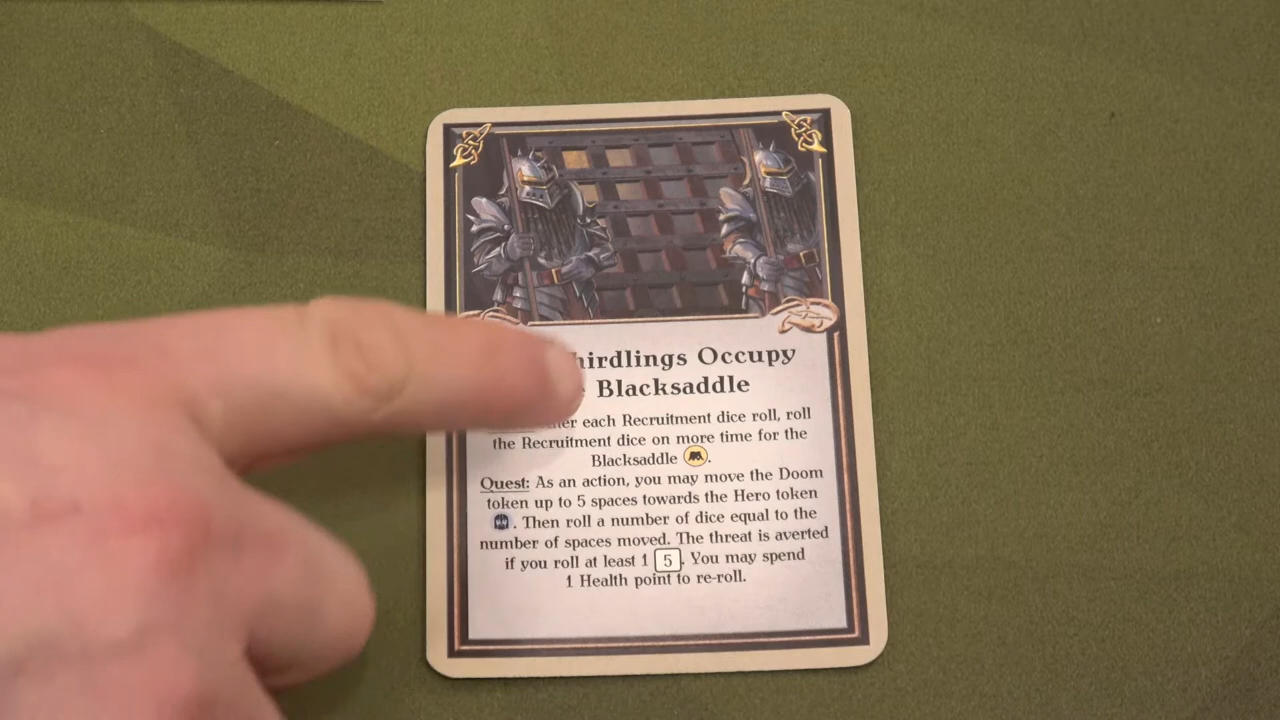 hirdlings Occupy
Blacksaddle
each Recruitment dice roll, roll
the Recruitment dice on more time for the
Blacksaddle .
Quest: As an action, you may move the Doom
token up to 5 spaces towards the Hero token
. Then roll a number of dice equal to the
number of spaces moved. The threat is averted
if you roll at least 1 5. You may spend
1 Health point to re-roll.